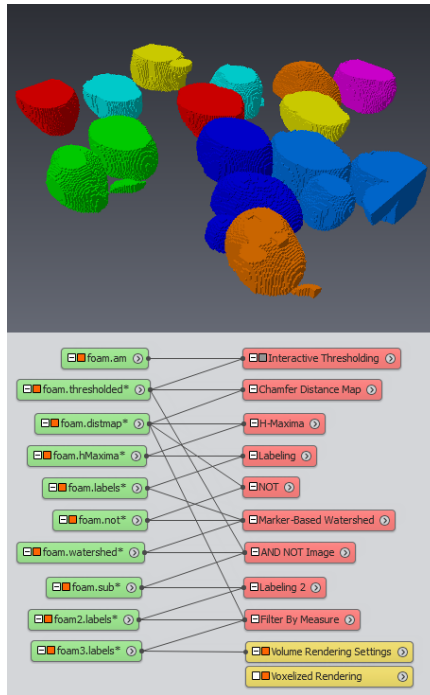 foam.am
Interactive Thresholding
foam.thresholded*
Chamfer Distance Map
foam.distmap*
H-Maxima
foam.hMaxima*
Labeling
foam.labels*
NOT
foam.not*
Marker-Based Watershed
foam.watershed*
AND NOT Image
foam.sub*
Labeling 2
foam2.labels*
Filter By Measure
foam3.labels*
Volume Rendering Settings
Voxelized Rendering